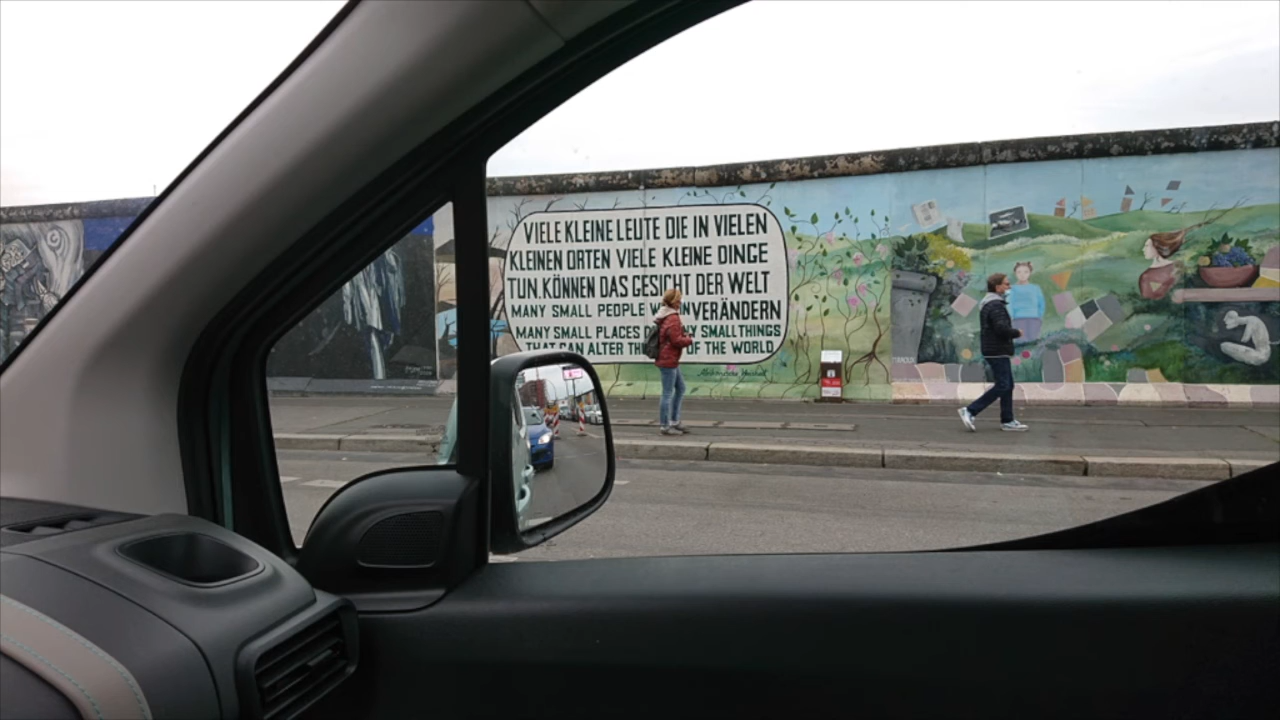 VIELE KLEINE LEUTE DIE IN VIELEN
KLEINEN ORTEN VIELE KLEINE DINGE
TUN. KÖNNEN DAS GESICHT DER WELT
VERÄNDERN
MANY SMALL PEOPLE
MANY SMALL PLACES SMALL THINGS
THAT CAN ALTER OF THE WORLD